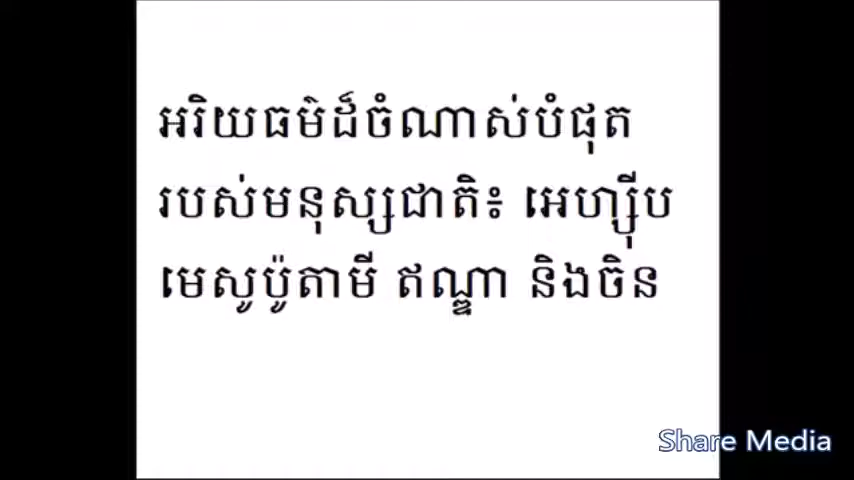 អរិយធម៌ដ៏ចំណាស់បំផុត
របស់មនុស្សជាតិ៖ អេហ្ស៊ីប
មេសូប៉ូតាមី ឥណ្ឌា និងចិន
Share Media